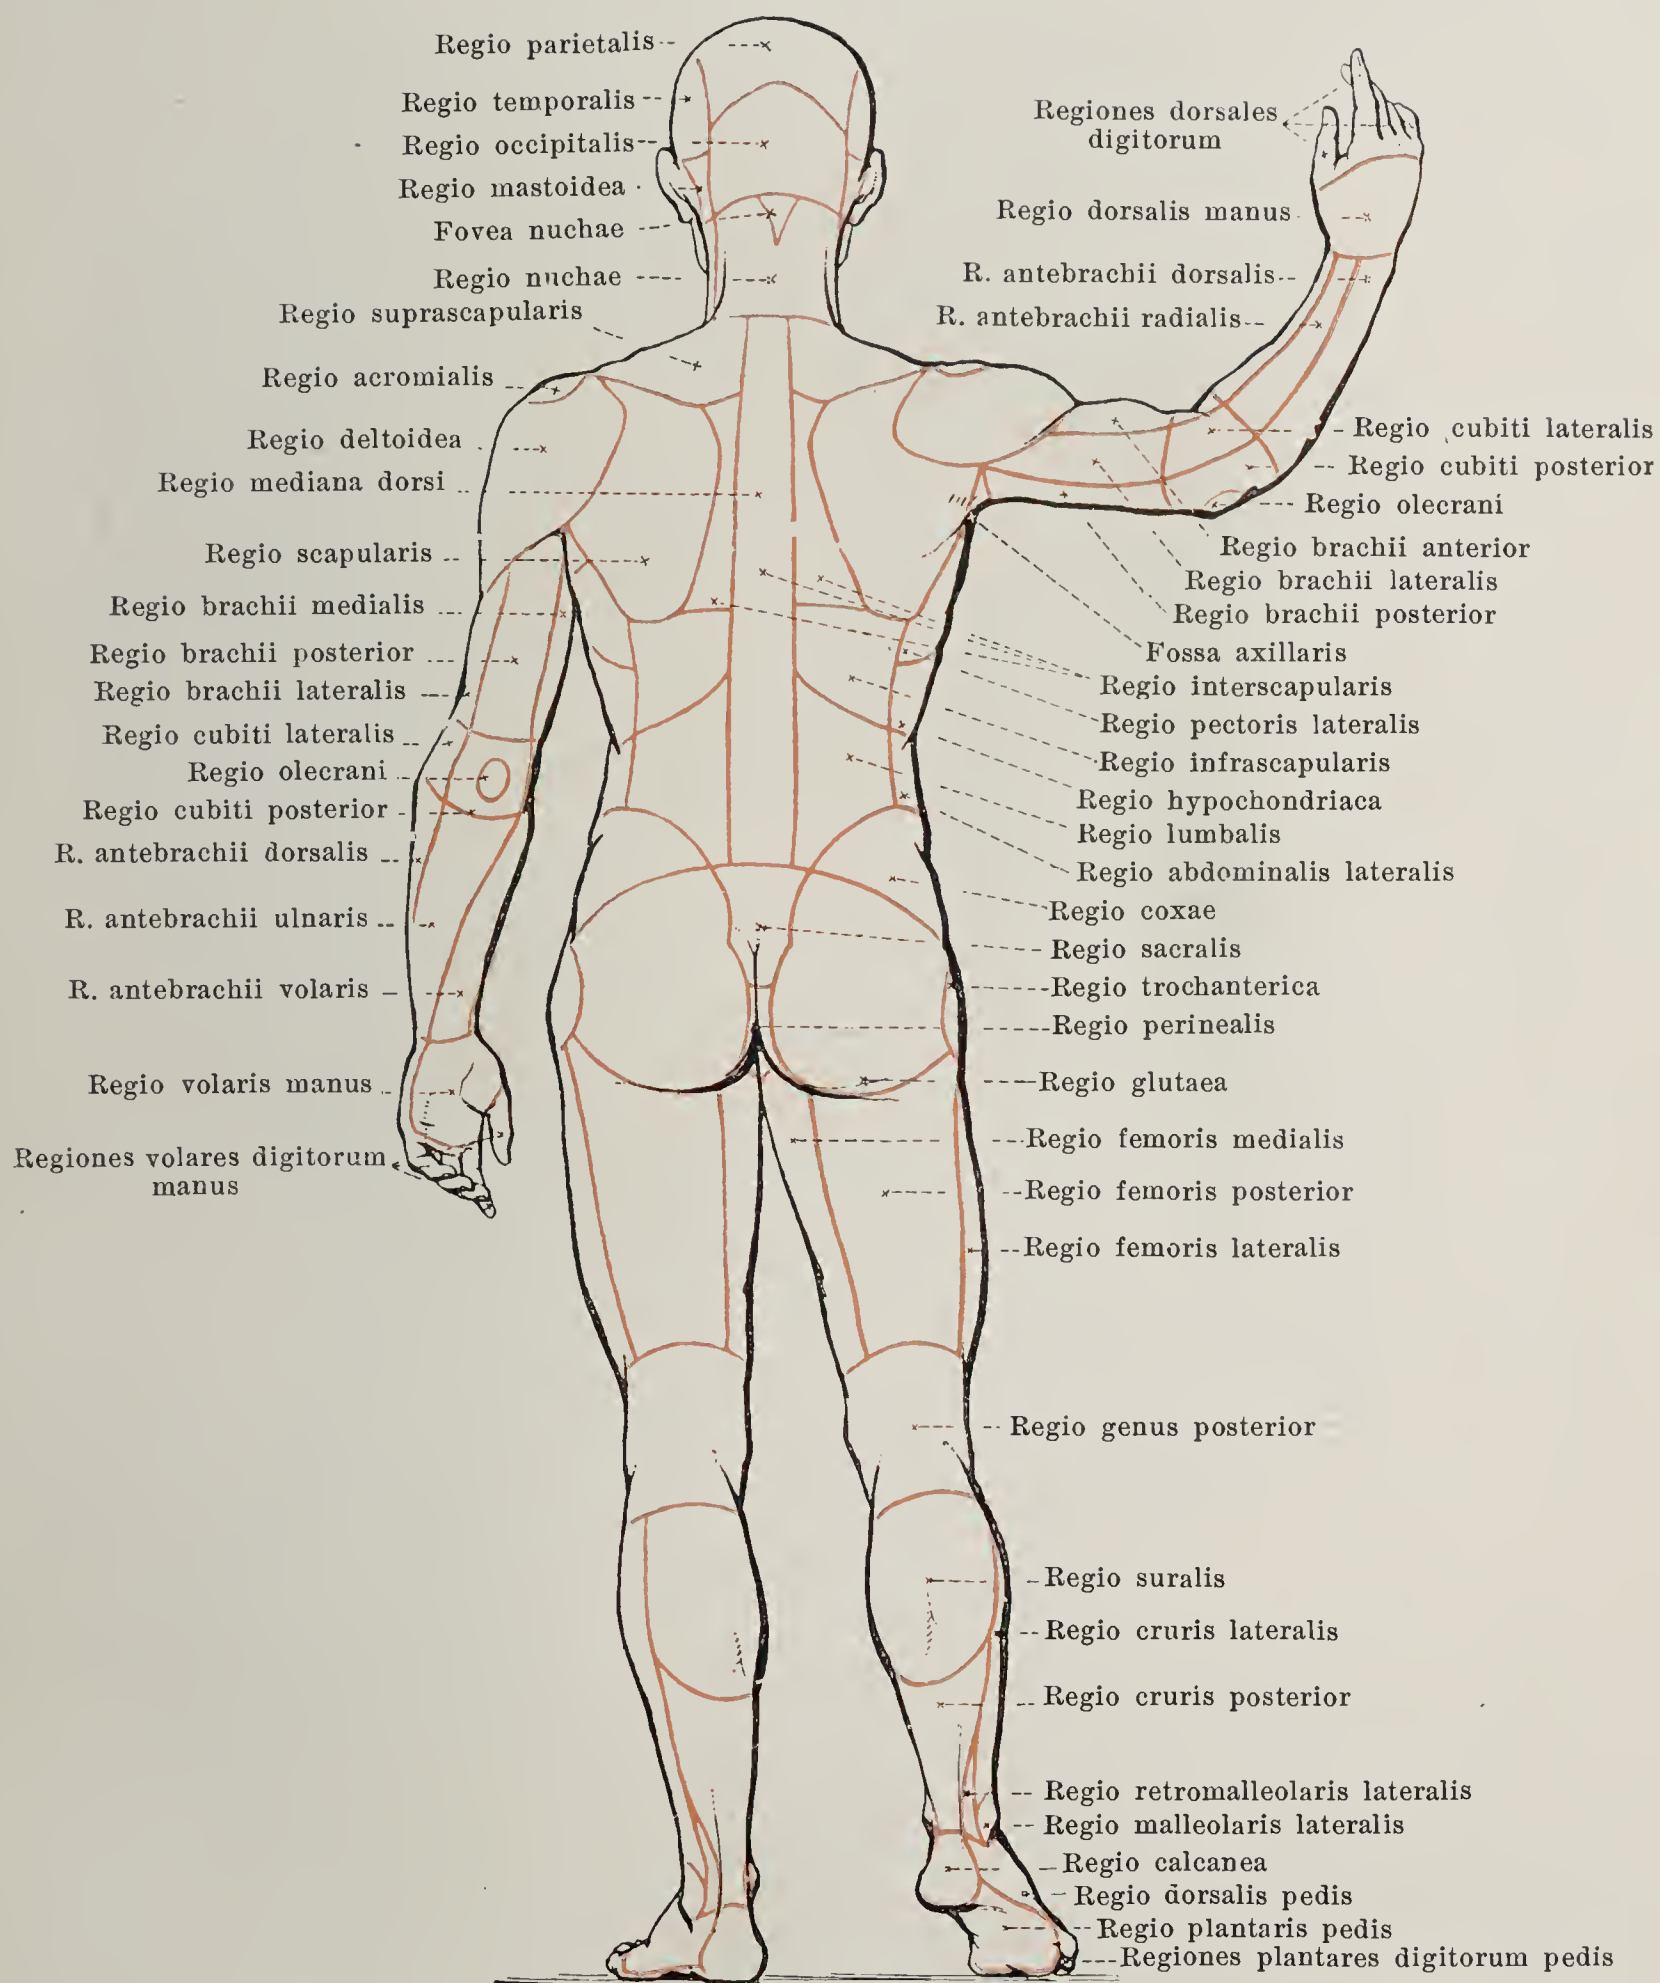 Regio parietalis
Regio temporalis
Regio occipitalis
Regio mastoidea
Fovea nuchae
Regio nuchae
Regio suprascapularis
Regio acromialis
Regio deltoidea
Regio mediana dorsi
Regio scapularis
Regio brachii medialis
Regio brachii posterior
Regio brachii lateralis
Regio cubiti lateralis
Regio olecrani
Regio cubiti posterior
R. antebrachii dorsalis
R. antebrachii ulnaris
R. antebrachii volaris
Regio volaris manus
Regiones volares digitorum
manus
Regiones dorsales
digitorum
Regio dorsalis manus
R. antebrachii dorsalis
R. antebrachii radialis
Regio cubiti lateralis
Regio cubiti posterior
Regio olecrani
Regio brachii anterior
Regio brachii lateralis
Regio brachii posterior
Fossa axillaris
Regio interscapularis
Regio pectoris lateralis
Regio infrascapularis
Regio hypochondriaca
Regio lumbalis
Regio abdominalis lateralis
Regio coxae
Regio sacralis
Regio trochanterica
Regio perinealis
Regio glutaea
Regio femoris medialis
Regio femoris posterior
Regio femoris lateralis
Regio genus posterior
Regio suralis
Regio cruris lateralis
Regio cruris posterior
Regio retromalleolaris lateralis
Regio malleolaris lateralis
Regio calcanea
Regio dorsalis pedis
Regio plantaris pedis
Regiones plantares digitorum pedis